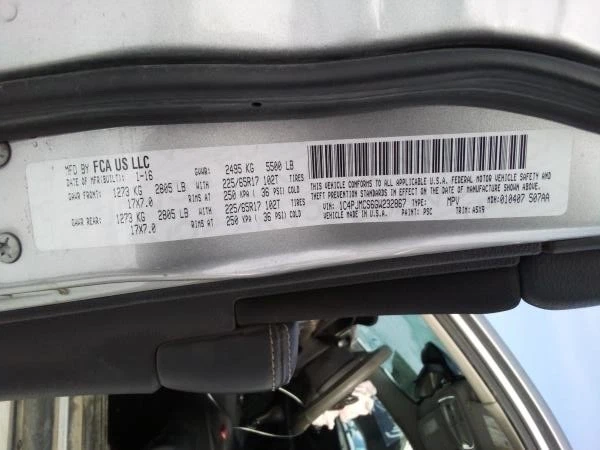 MFD BY FCA US LLC
DATE OF MFR(BUILT): 1-16 GVWR: 2495 KG 5500 LB
GAWR FRONT: 1273 KG 2805 LB WITH 225/65R17 102T TIRES
17X7.0 RIMS AT 250 KPA ( 36 PSI) COLD
GAWR REAR: 1273 KG 2805 LB WITH 225/65R17 102T TIRES
17X7.0 RIMS AT 250 KPA ( 36 PSI) COLD
THIS VEHICLE CONFORMS TO ALL APPLICABLE U.S.A. FEDERAL MOTOR VEHICLE SAFETY AND
THEFT PREVENTION STANDARDS IN EFFECT ON THE DATE OF MANUFACTURE SHOWN ABOVE.
VIN: 1C4PJMCS6GW232867 TYPE: MPV MDH:010407 507AA
VEHICLE MADE IN U.S.A. PAINT: PSC TRIM: A5X9